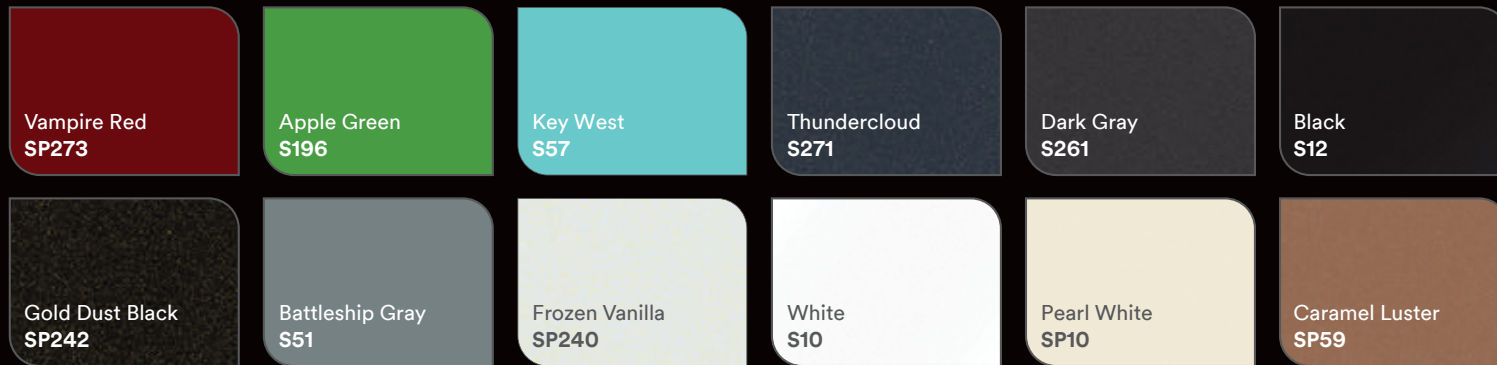 Vampire Red
SP273
Apple Green
S196
Key West
S57
Thundercloud
S271
Dark Gray
S261
Black
S12
Gold Dust Black
SP242
Battleship Gray
S51
Frozen Vanilla
SP240
White
S10
Pearl White
SP10
Caramel Luster
SP59